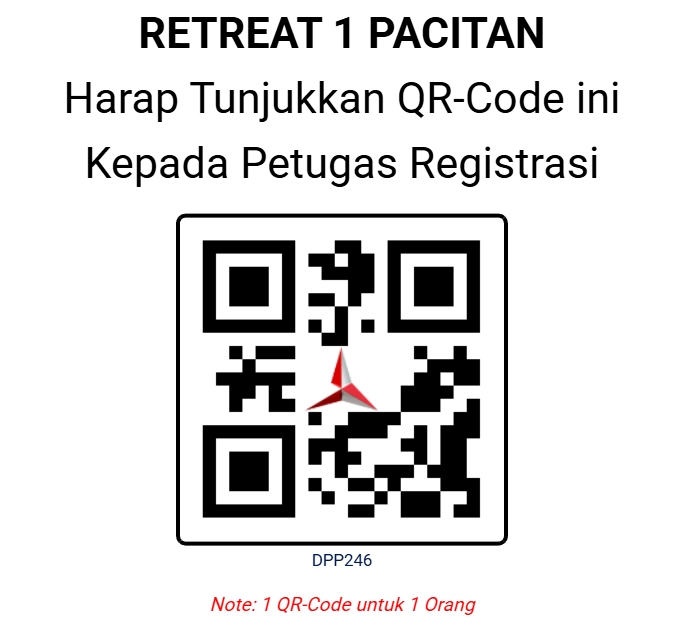 RETREAT 1 PACITAN
Harap Tunjukkan QR-Code ini
Kepada Petugas Registrasi
DPP246
Note: 1 QR-Code untuk 1 Orang